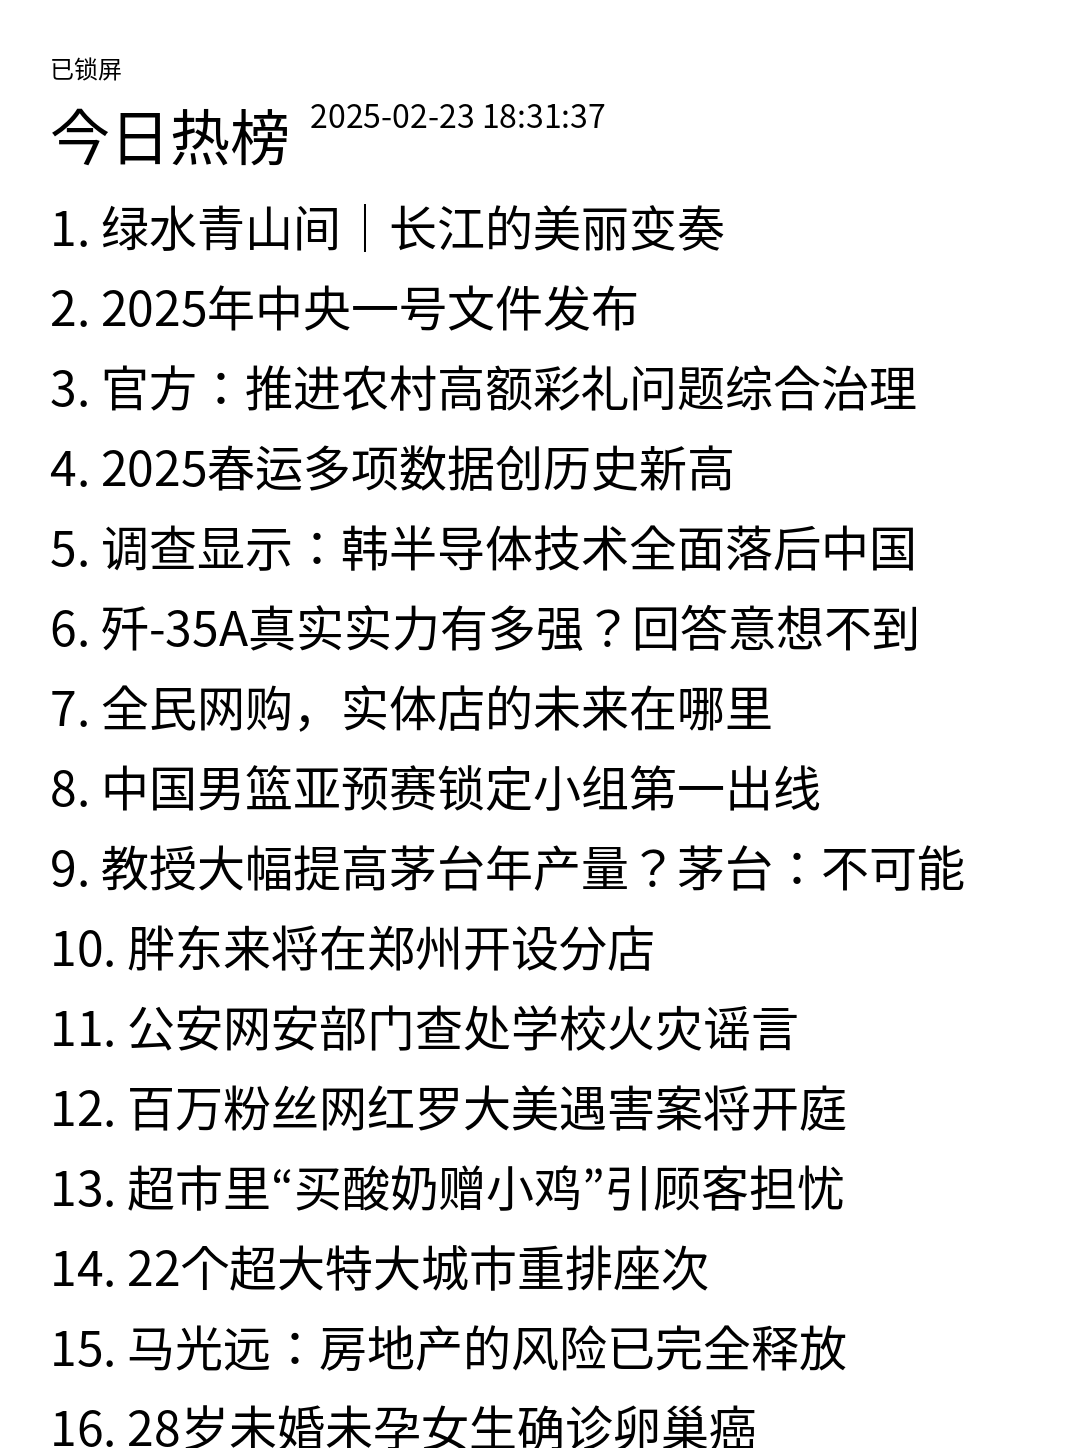 已锁屏
今日热榜 2025-02-23 18:31:37
1. 绿水青山间｜长江的美丽变奏
2. 2025年中央一号文件发布
3. 官方：推进农村高额彩礼问题综合治理
4. 2025春运多项数据创历史新高
5. 调查显示：韩半导体技术全面落后中国
6. 歼-35A真实实力有多强？回答意想不到
7. 全民网购，实体店的未来在哪里
8. 中国男篮亚预赛锁定小组第一出线
9. 教授大幅提高茅台年产量？茅台：不可能
10. 胖东来将在郑州开设分店
11. 公安网安部门查处学校火灾谣言
12. 百万粉丝网红罗大美遇害案将开庭
13. 超市里“买酸奶赠小鸡”引顾客担忧
14. 22个超大特大城市重排座次
15. 马光远：房地产的风险已完全释放
16. 28岁未婚未孕女生确诊卵巢癌